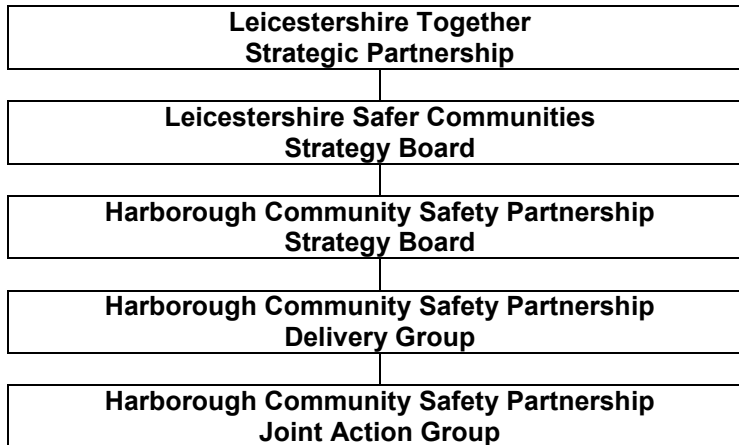 Leicestershire Together
Strategic Partnership
Leicestershire Safer Communities
Strategy Board
Harborough Community Safety Partnership
Strategy Board
Harborough Community Safety Partnership
Delivery Group
Harborough Community Safety Partnership
Joint Action Group